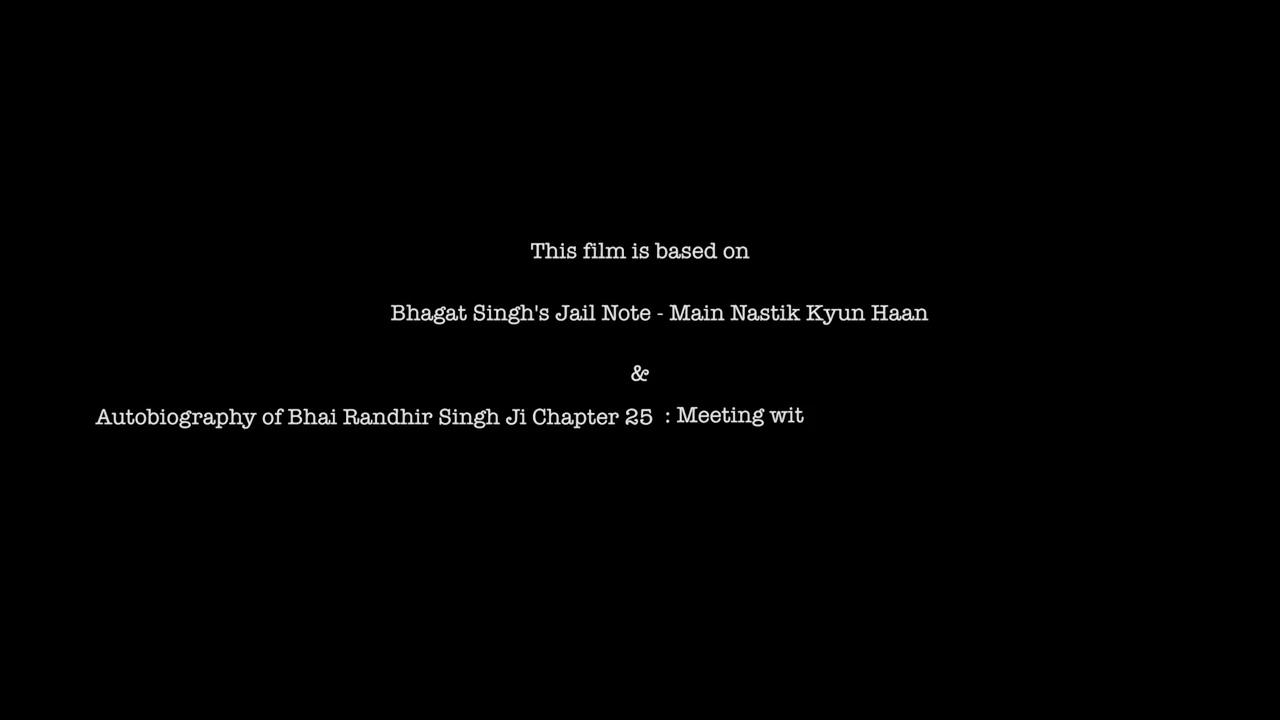 This film is based on
Bhagat Singh's Jail Note - Main Nastik Kyun Haan
&
Autobiography of Bhai Randhir Singh Ji Chapter 25 : Meeting wit